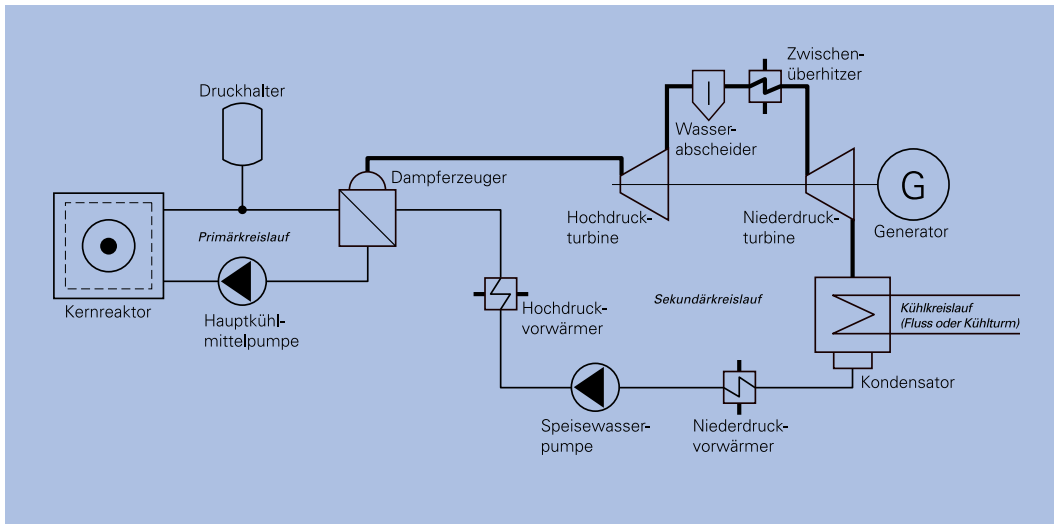 Zwischen-
überhitzer
Druckhalter
Wasser-
abscheider
Dampferzeuger
G
Hochdruck-
turbine
Niederdruck-
turbine
Generator
Primärkreislauf
Kernreaktor
Hauptkühl-
mittelpumpe
Hochdruck-
vorwärmer
Sekundärkreislauf
Kühlkreislauf
(Fluss oder Kühlturm)
Kondensator
Speisewasser-
pumpe
Niederdruck-
vorwärmer